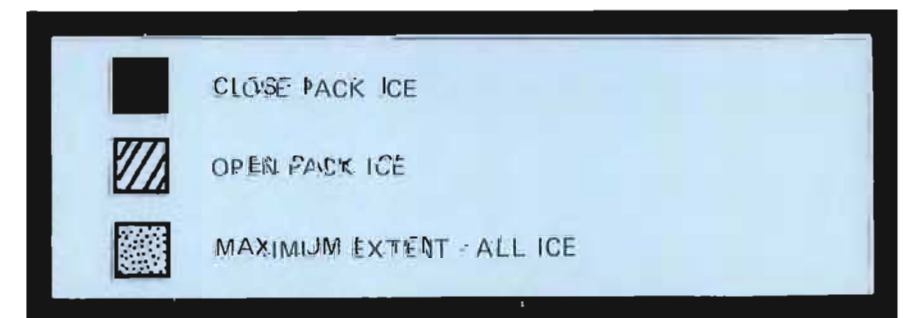 CLOSE PACK ICE
OPEN PACK ICE
MAXIMUM EXTENT - ALL ICE